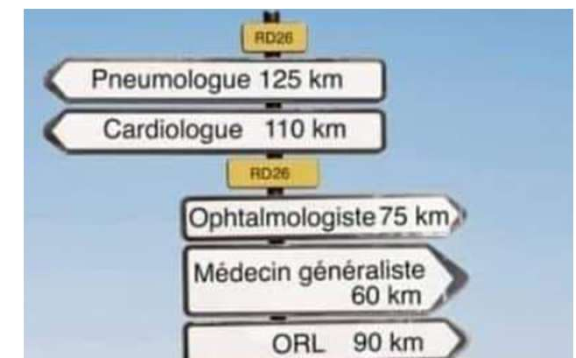 RD26
Pneumologue 125 km
Cardiologue 110 km
RD26
Ophtalmologiste 75 km
Médecin généraliste
60 km
ORL 90 km